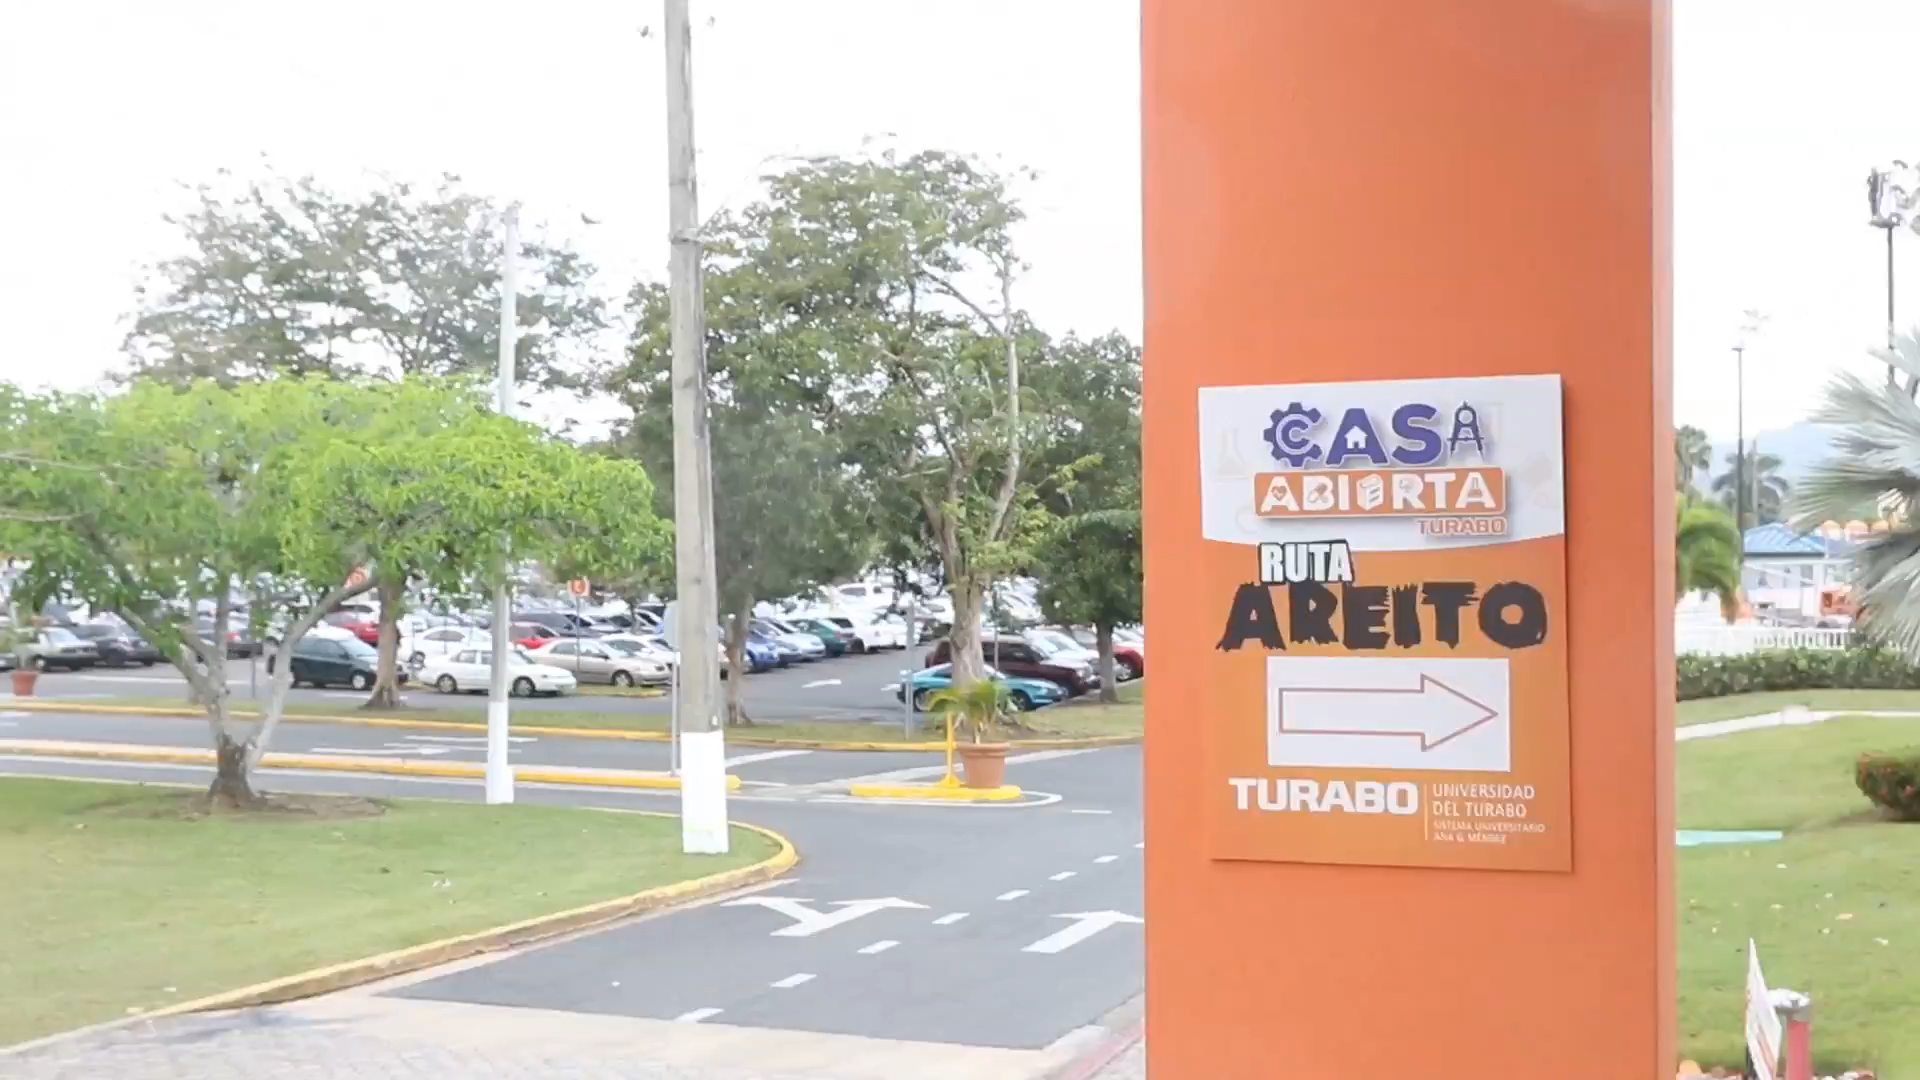 CASA
ABIERTA
TURABO
RUTA
AREITO
TURABO
UNIVERSIDAD
DEL TURABO
SISTEMA UNIVERSITARIO
ANA G. MÉNDEZ